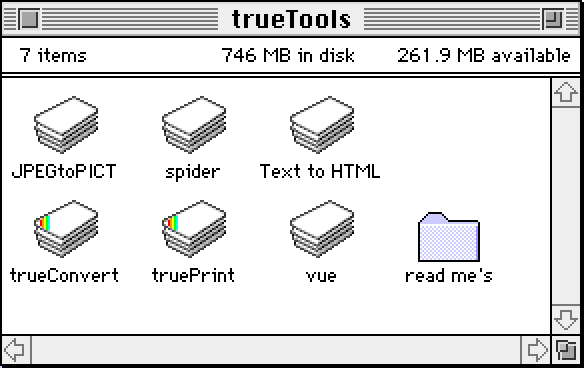 trueTools
7 items 746 MB in disk 261.9 MB available
JPEGtoPICT spider Text to HTML
trueConvert truePrint vue read me's